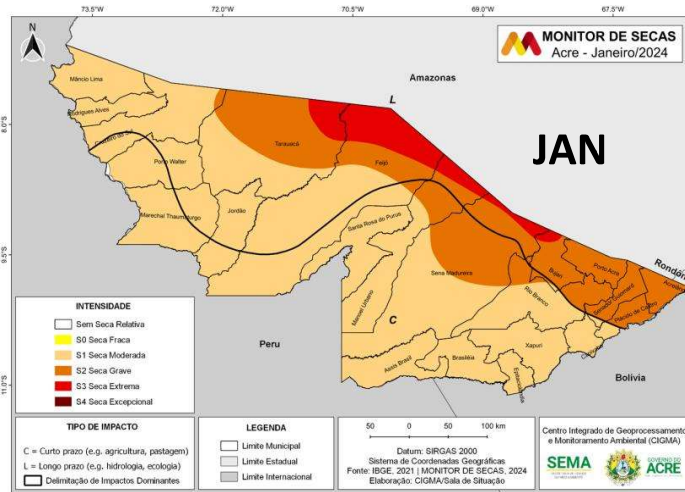 73.5°W 72.0°W 70.5°W 69.0°W 67.5°W
N
MONITOR DE SECAS
Acre - Janeiro/2024
Amazonas
JAN
L
Mâncio Lima
Rodrigues Alves
8.0°S
Cruzeiro do Sul
Tarauacá
Feijó
Porto Walter
Jordão
Marechal Thaumaturgo
Santa Rosa do Purus
9.5°S
Sena Madureira
Manoel Urbano
Bujari
Porto Acre
Rondôn
Acrelând
Senador Guiomard
Plácido de Castro
Rio Branco
C
Xapuri
Capixaba
Assis Brasil
Brasiléia
Epitaciolândia
Peru
Bolívia
11.0°S
INTENSIDADE
Sem Seca Relativa
S0 Seca Fraca
S1 Seca Moderada
S2 Seca Grave
S3 Seca Extrema
S4 Seca Excepcional
TIPO DE IMPACTO
C = Curto prazo (e.g. agricultura, pastagem)
L = Longo prazo (e.g. hidrologia, ecologia)
Delimitação de Impactos Dominantes
LEGENDA
Limite Municipal
Limite Estadual
Limite Internacional
50 0 50 100 km
Datum: SIRGAS 2000
Sistema de Coordenadas Geográficas
Fonte: IBGE, 2021 | MONITOR DE SECAS, 2024
Elaboração: CIGMA/Sala de Situação
Centro Integrado de Geoprocessamento
e Monitoramento Ambiental (CIGMA)
SEMA
GOVERNO DO
ACRE